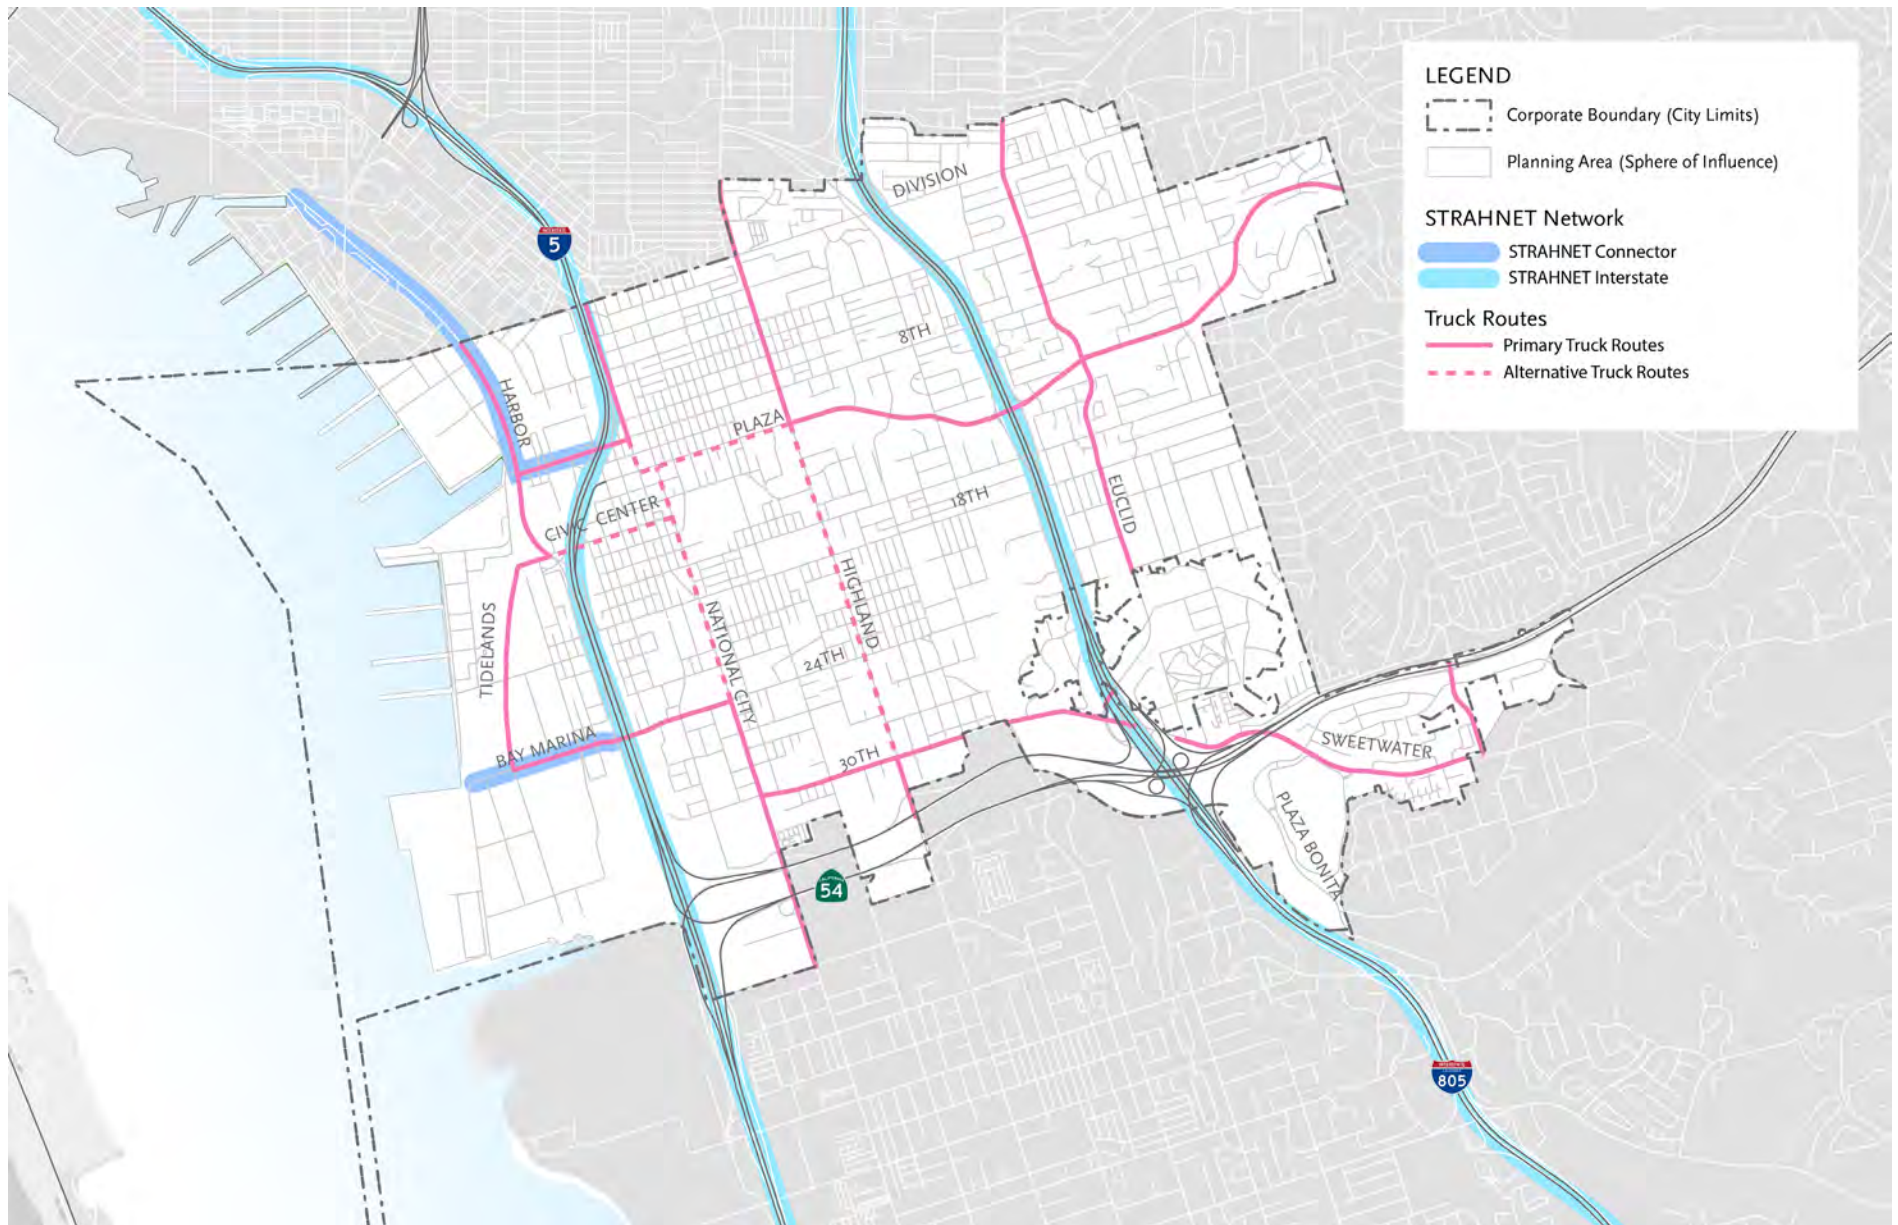 LEGEND
Corporate Boundary (City Limits)
Planning Area (Sphere of Influence)
STRAHNET Network
STRAHNET Connector
STRAHNET Interstate
Truck Routes
Primary Truck Routes
Alternative Truck Routes
DIVISION
5
8TH
HARBOR
PLAZA
EUCLID
18TH
CIVIC CENTER
HIGHLAND
NATIONAL CITY
TIDELANDS
24TH
BAY MARINA
30TH
SWEETWATER
PLAZA BONITA
54
805